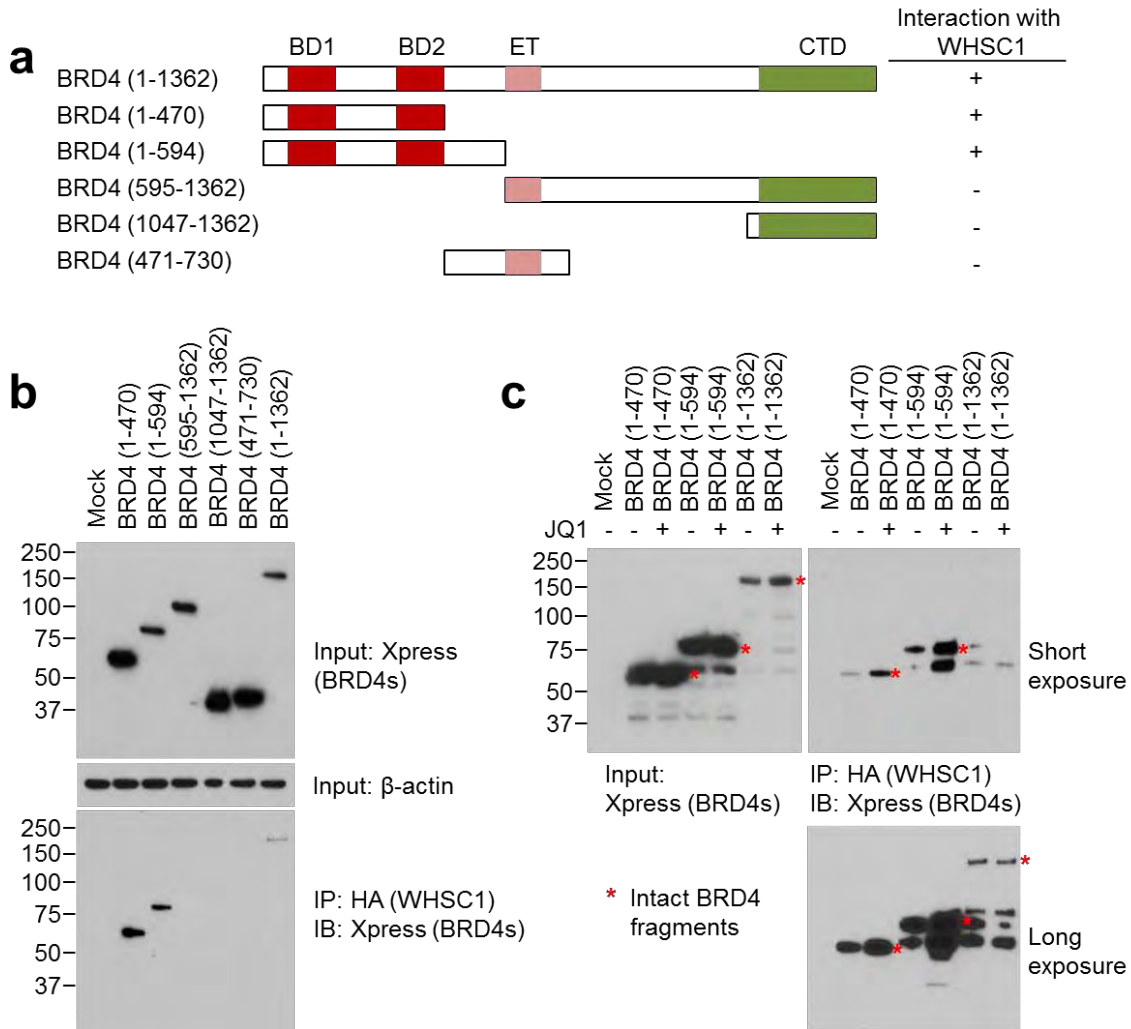 a
BD1 BD2 ET CTD
Interaction with
WHSC1
BRD4 (1-1362) +
BRD4 (1-470) +
BRD4 (1-594) +
BRD4 (595-1362) -
BRD4 (1047-1362) -
BRD4 (471-730) -
b
Mock
BRD4 (1-470)
BRD4 (1-594)
BRD4 (595-1362)
BRD4 (1047-1362)
BRD4 (471-730)
BRD4 (1-1362)
250
150
100
75
50
37
Input: Xpress
(BRD4s)
Input: β-actin
250
150
100
75
50
37
IP: HA (WHSC1)
IB: Xpress (BRD4s)
c
Mock
BRD4 (1-470)
BRD4 (1-470)
BRD4 (1-594)
BRD4 (1-594)
BRD4 (1-1362)
BRD4 (1-1362)
BRD4 (1-470)
BRD4 (1-470)
BRD4 (1-594)
BRD4 (1-594)
BRD4 (1-1362)
BRD4 (1-1362)
JQ1 - - + - + - + - + - + - +
250
150
100
75
50
37
*
*
*
*
*
Short
exposure
Input:
Xpress (BRD4s)
IP: HA (WHSC1)
IB: Xpress (BRD4s)
* Intact BRD4
fragments
*
*
*
Long
exposure